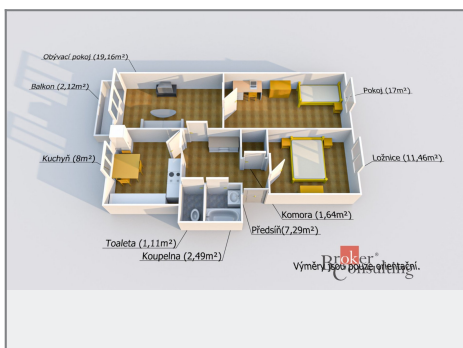 Obývací pokoj (19,16m²)
Balkon (2,12m²)
Pokoj (17m²)
Kuchyň (8m²)
Ložnice (11,46m²)
Komora (1,64m²)
Předsíň(7,29m²)
Toaleta (1,11m²)
Koupelna (2,49m²)
Broker®
Consulting
Výměry jsou pouze orientační.